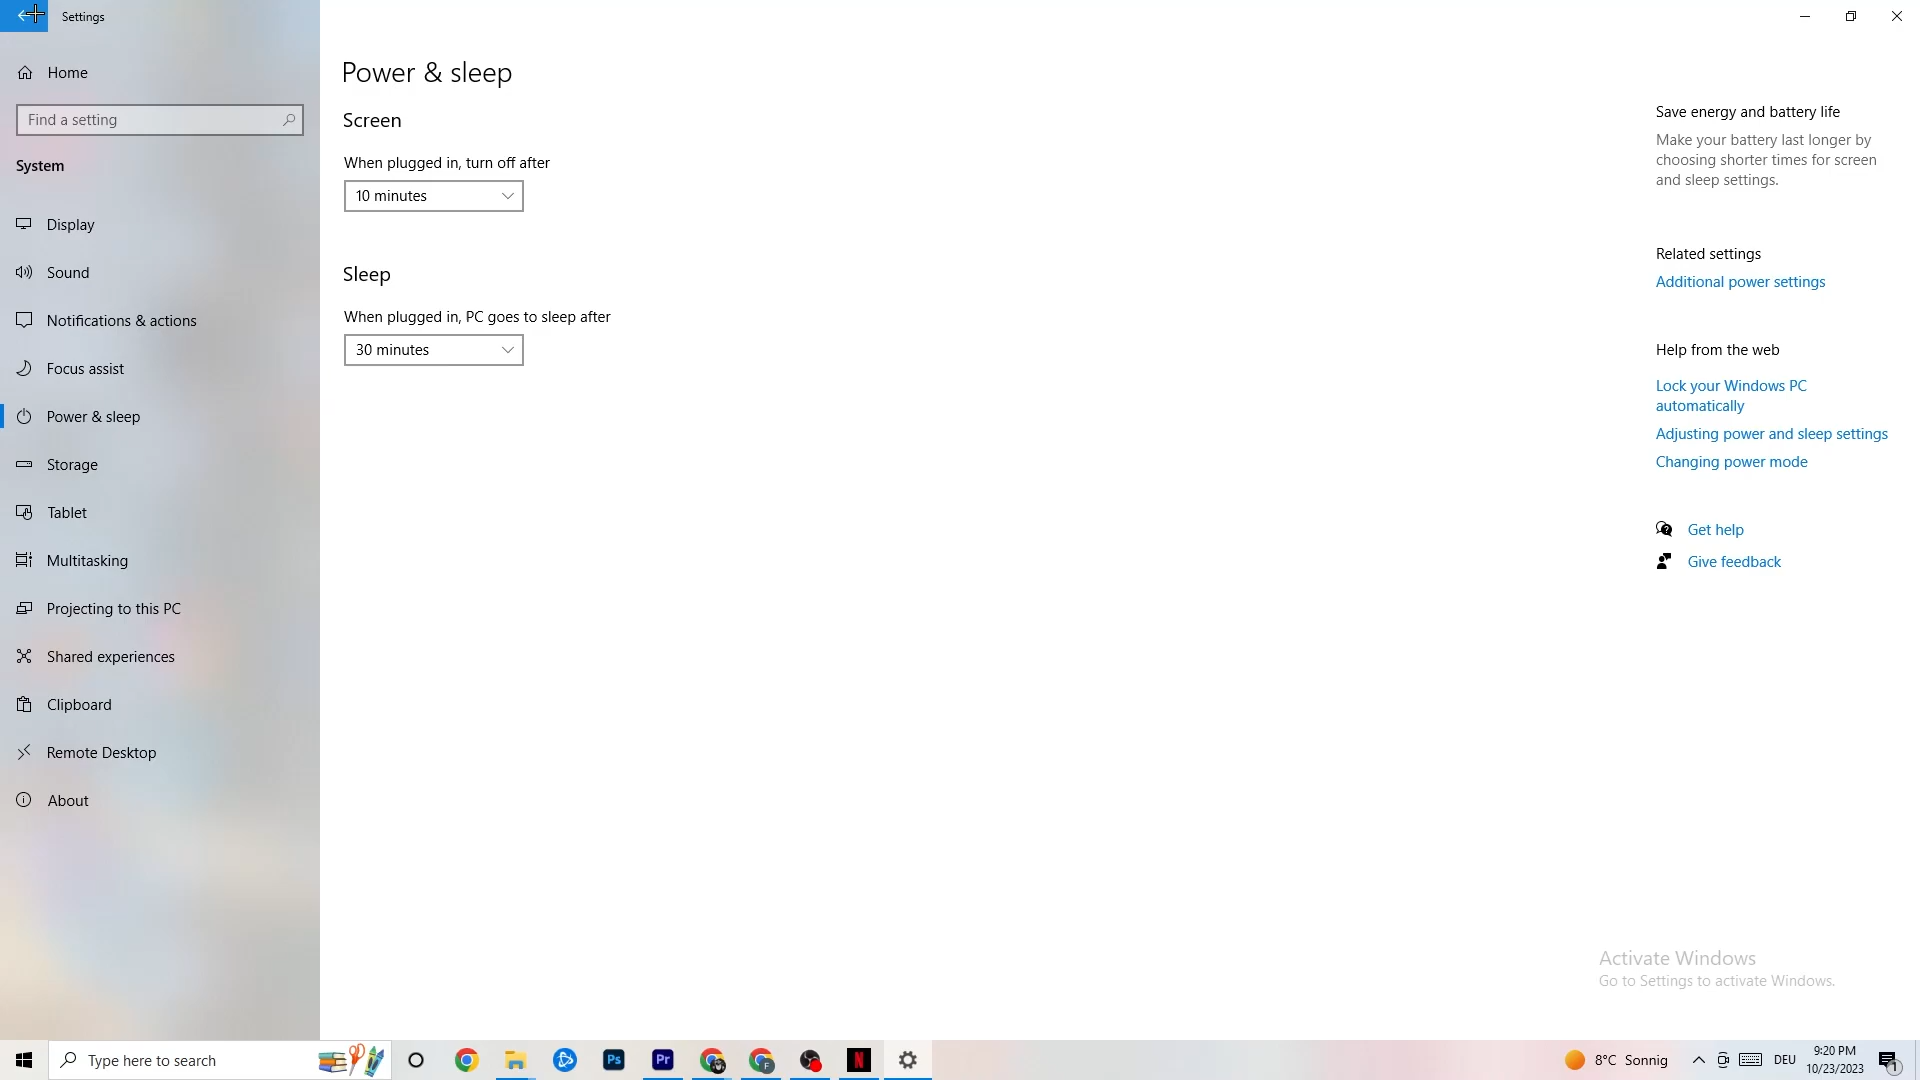 Settings
Home
Find a setting
System
Display
Sound
Notifications & actions
Focus assist
Power & sleep
Storage
Tablet
Multitasking
Projecting to this PC
Shared experiences
Clipboard
Remote Desktop
About
Power & sleep
Screen
When plugged in, turn off after
10 minutes
Sleep
When plugged in, PC goes to sleep after
30 minutes
Save energy and battery life
Make your battery last longer by
choosing shorter times for screen
and sleep settings.
Related settings
Additional power settings
Help from the web
Lock your Windows PC
automatically
Adjusting power and sleep settings
Changing power mode
Get help
Give feedback
Activate Windows
Go to Settings to activate Windows.
Type here to search
Ps
Pr
F
N
8°C Sonnig
DEU
9:20 PM
10/23/2023
1